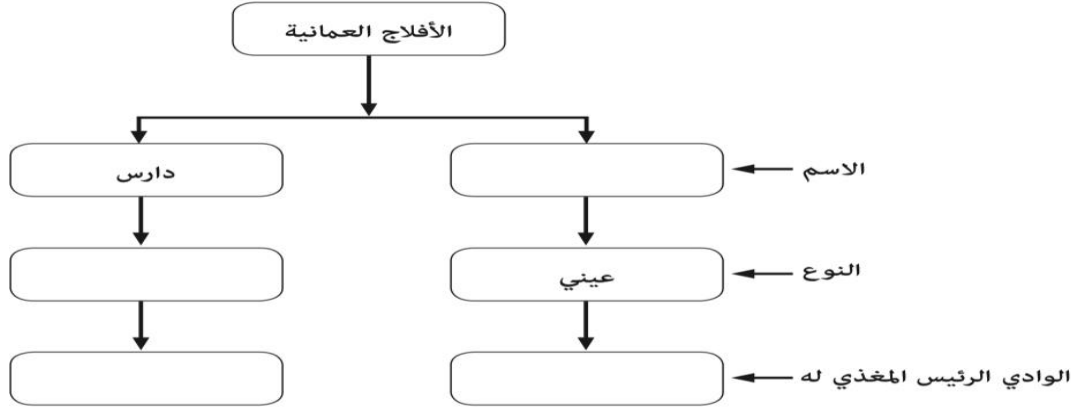 الأفلاج العمانية
الاسم
دارس
النوع
عيني
الوادي الرئيس المغذي له